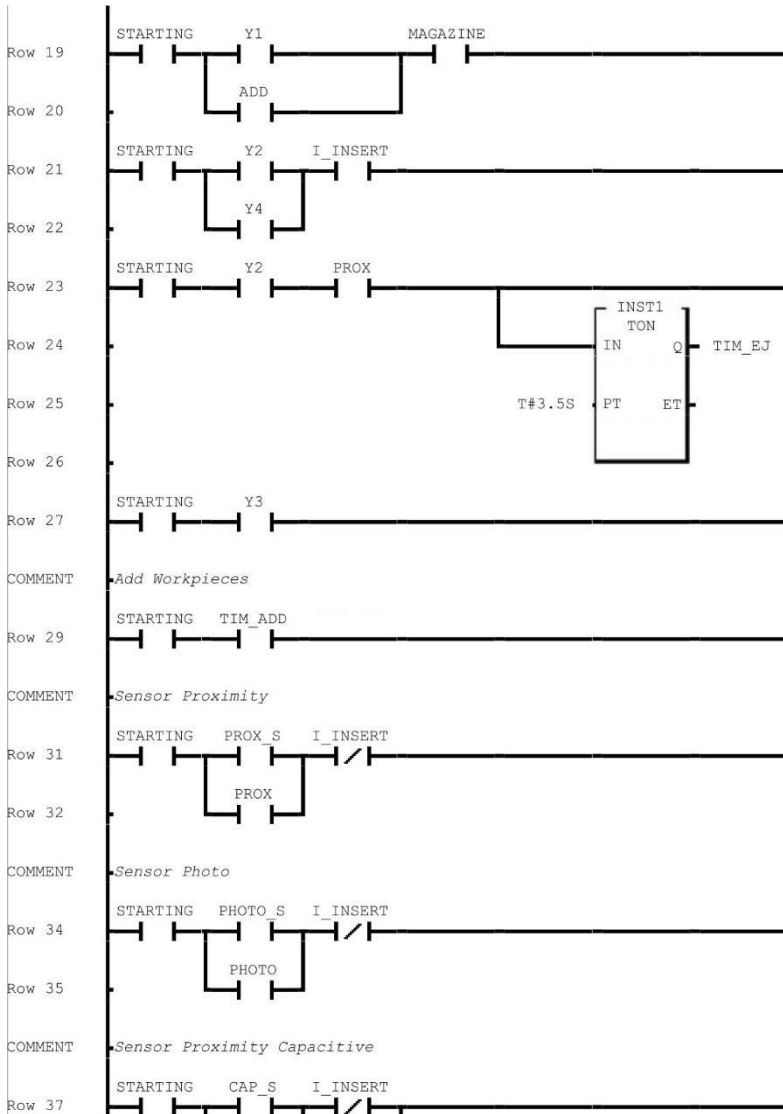 STARTING Y1 MAGAZINE
Row 19
ADD
Row 20
STARTING Y2 I_INSERT
Row 21
Y4
Row 22
STARTING Y2 PROX
Row 23
INST1
TON
Row 24 IN Q TIM_EJ
Row 25 T#3.5S PT ET
Row 26
STARTING Y3
Row 27
COMMENT Add Workpieces
STARTING TIM_ADD
Row 29
COMMENT Sensor Proximity
STARTING PROX_S I_INSERT
Row 31
PROX
Row 32
COMMENT Sensor Photo
STARTING PHOTO_S I_INSERT
Row 34
PHOTO
Row 35
COMMENT Sensor Proximity Capacitive
STARTING CAP_S I_INSERT
Row 37